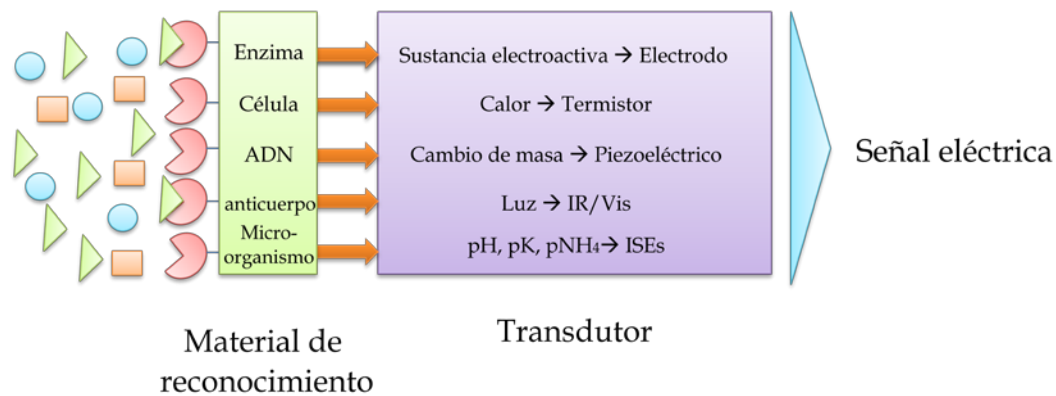 Enzima
Célula
ADN
anticuerpo
Micro-
organismo
Sustancia electroactiva → Electrodo
Calor → Termistor
Cambio de masa → Piezoeléctrico
Luz → IR/Vis
pH, pK, pNH₄→ ISEs
Señal eléctrica
Material de
reconocimiento
Transdutor